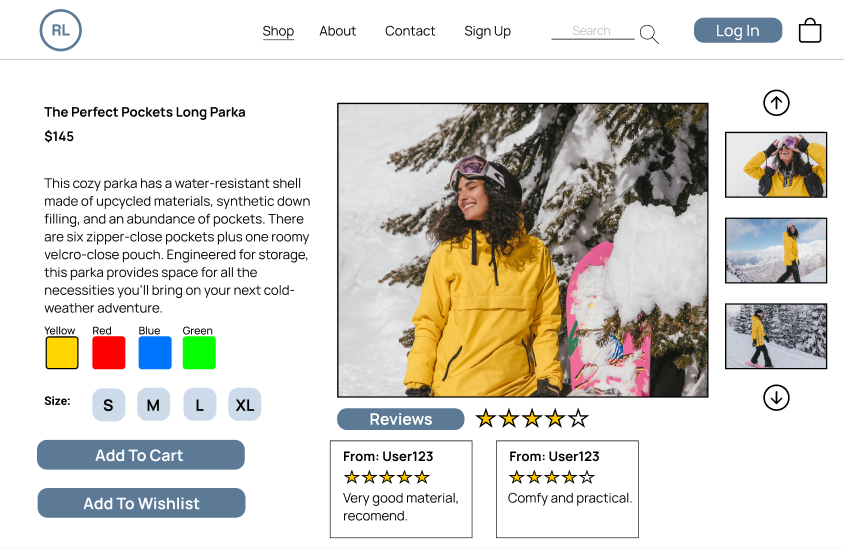 RL
Shop About Contact Sign Up Search Log In
The Perfect Pockets Long Parka
$145
This cozy parka has a water-resistant shell
made of upcycled materials, synthetic down
filling, and an abundance of pockets. There
are six zipper-close pockets plus one roomy
velcro-close pouch. Engineered for storage,
this parka provides space for all the
necessities you'll bring on your next cold-
weather adventure.
Yellow Red Blue Green
Size: S M L XL
Add To Cart
Add To Wishlist
Reviews
From: User123
Very good material,
recomend.
From: User123
Comfy and practical.